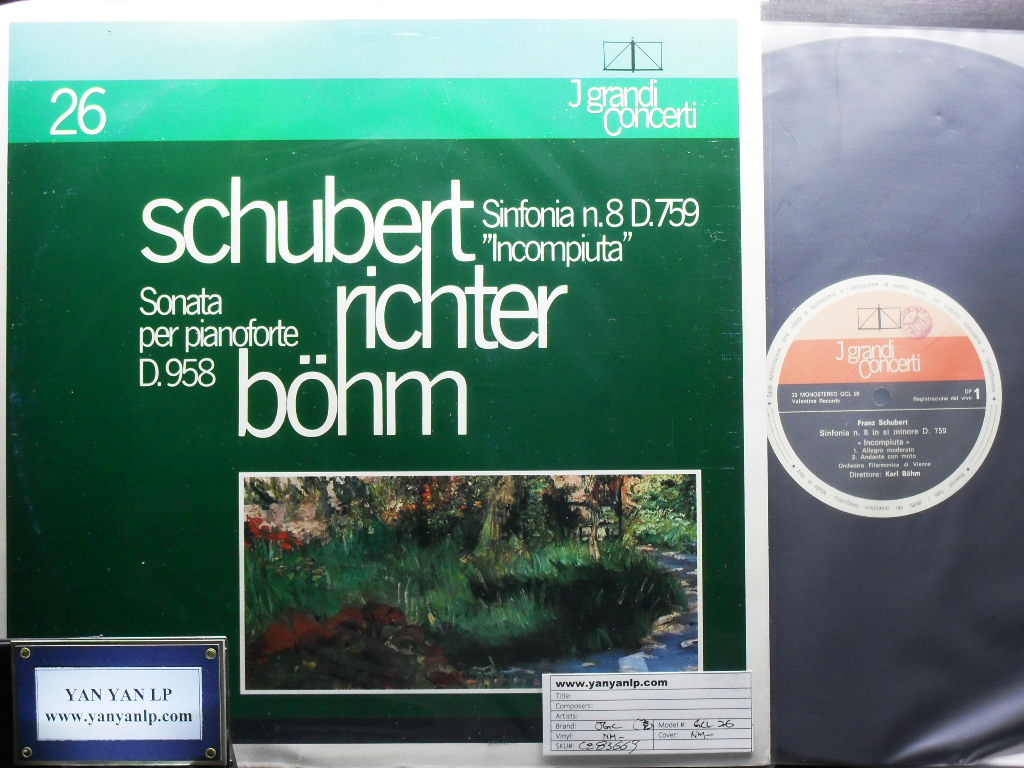 26
J grandi
Concerti
schubert
Sinfonia n. 8 D. 759
"Incompiuta"
Sonata
per pianoforte
D. 958
richter
böhm
YAN YAN LP
www.yanyanlp.com
www.yanyanlp.com
Title:
Composers:
Artists:
Brand: JGC Model #: GCL 26
Vinyl: NM- Cover: NM-
SKU#:
J grandi
Concerti
33 MONOSTEREO GCL 26
Valentine Records
DP 1
Registrazione dal vivo
Franz Schubert
Sinfonia n. 8 in si minore D. 759
« Incompiuta »
1. Allegro moderato
2. Andante con moto
Orchestra Filarmonica di Vienna
Direttore: Karl Böhm